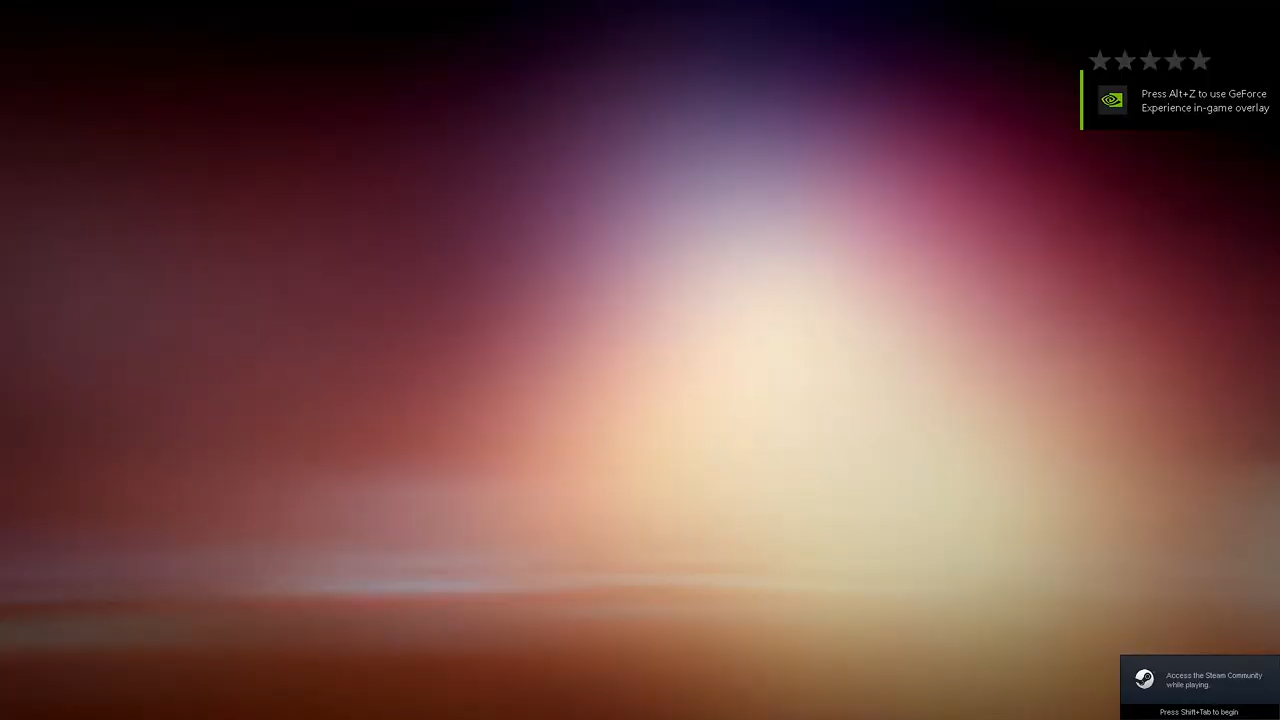 Press Alt+Z to use GeForce
Experience in-game overlay
Access the Steam Community
while playing.
Press Shift+Tab to begin